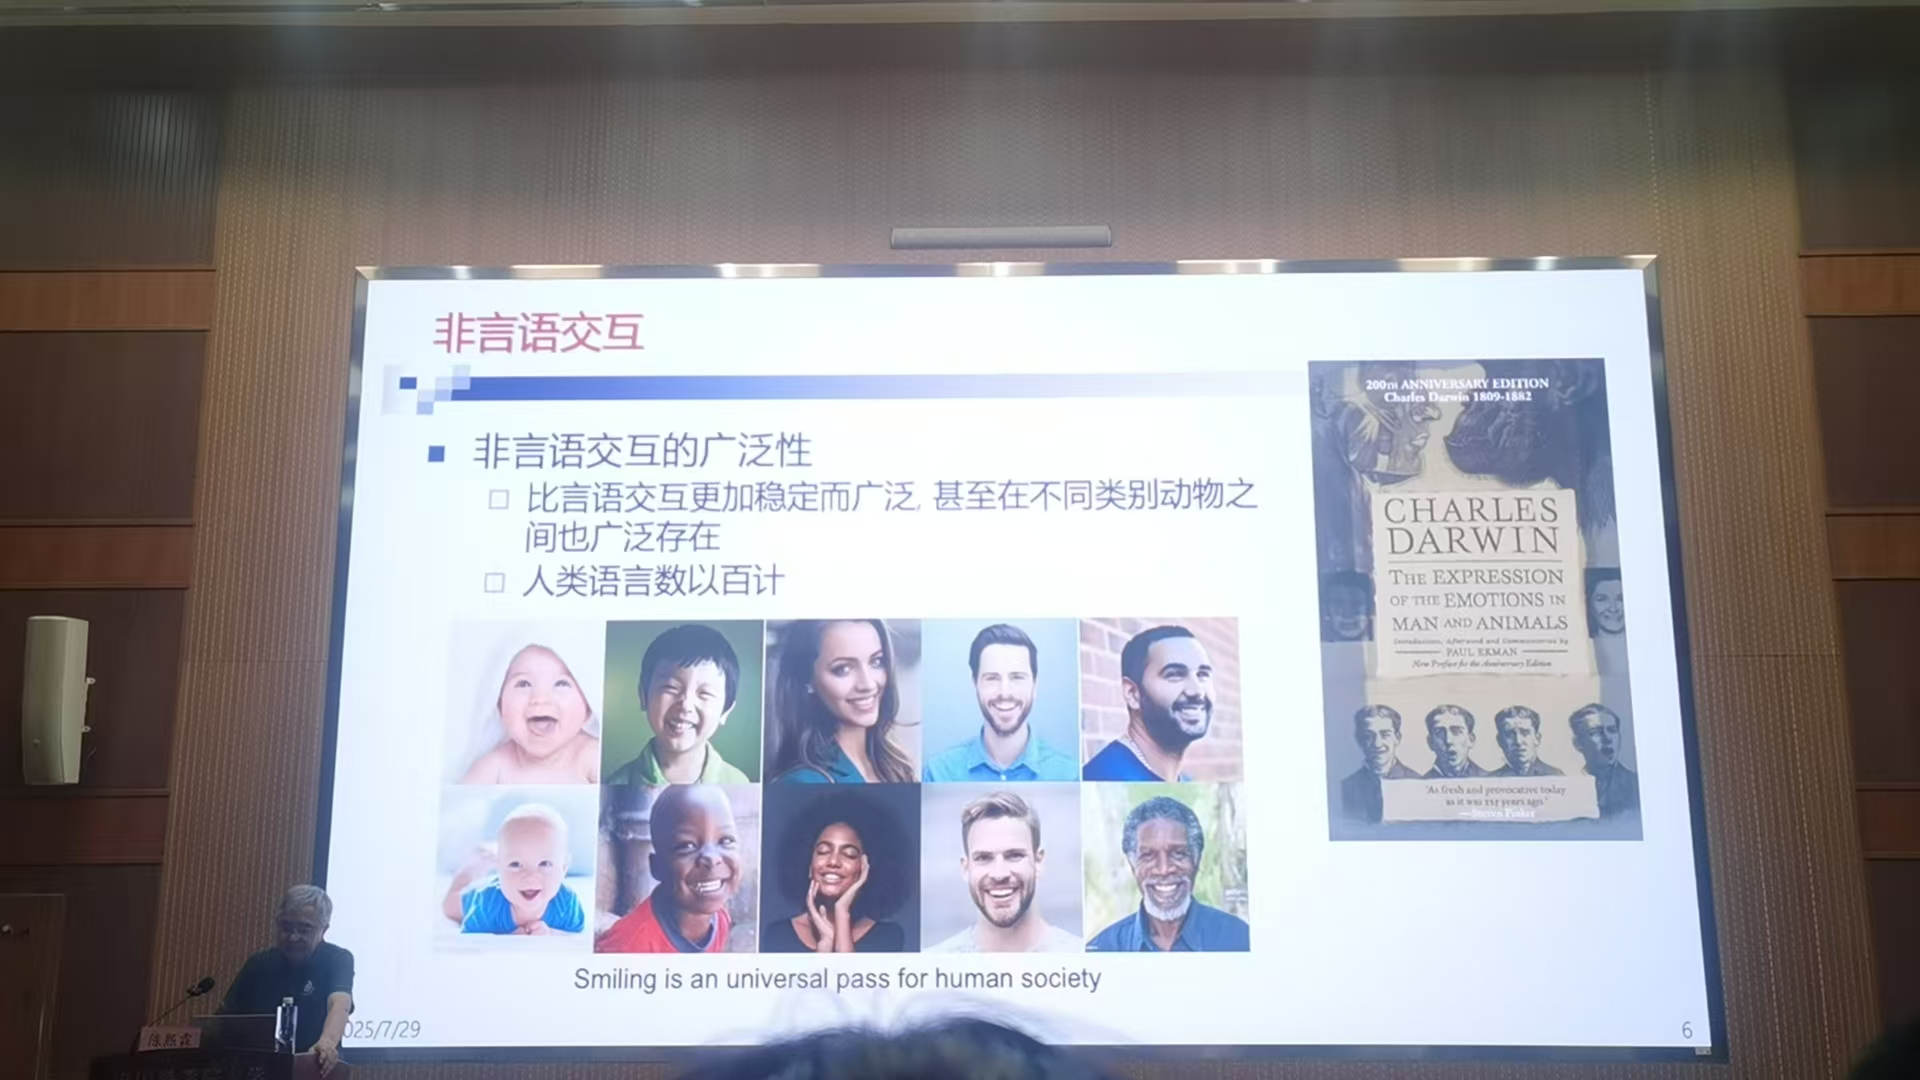 非言语交互
非言语交互的广泛性
比言语交互更加稳定而广泛, 甚至在不同类别动物之
间也广泛存在
人类语言数以百计
Smiling is an universal pass for human society
025/7/29
6
200TH ANNIVERSARY EDITION
Charles Darwin 1809-1882
CHARLES
DARWIN
THE EXPRESSION
OF THE EMOTIONS IN
MAN AND ANIMALS
Introduction, Afterword and Commentaries by
PAUL EKMAN
New Preface for the Anniversary Edition
'As fresh and provocative today
as it was 125 years ago.'
—Steven Pinker
陈熙霖